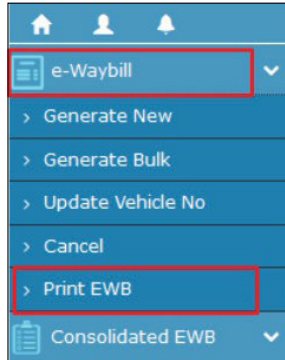 e-Waybill
Generate New
Generate Bulk
Update Vehicle No
Cancel
Print EWB
Consolidated EWB